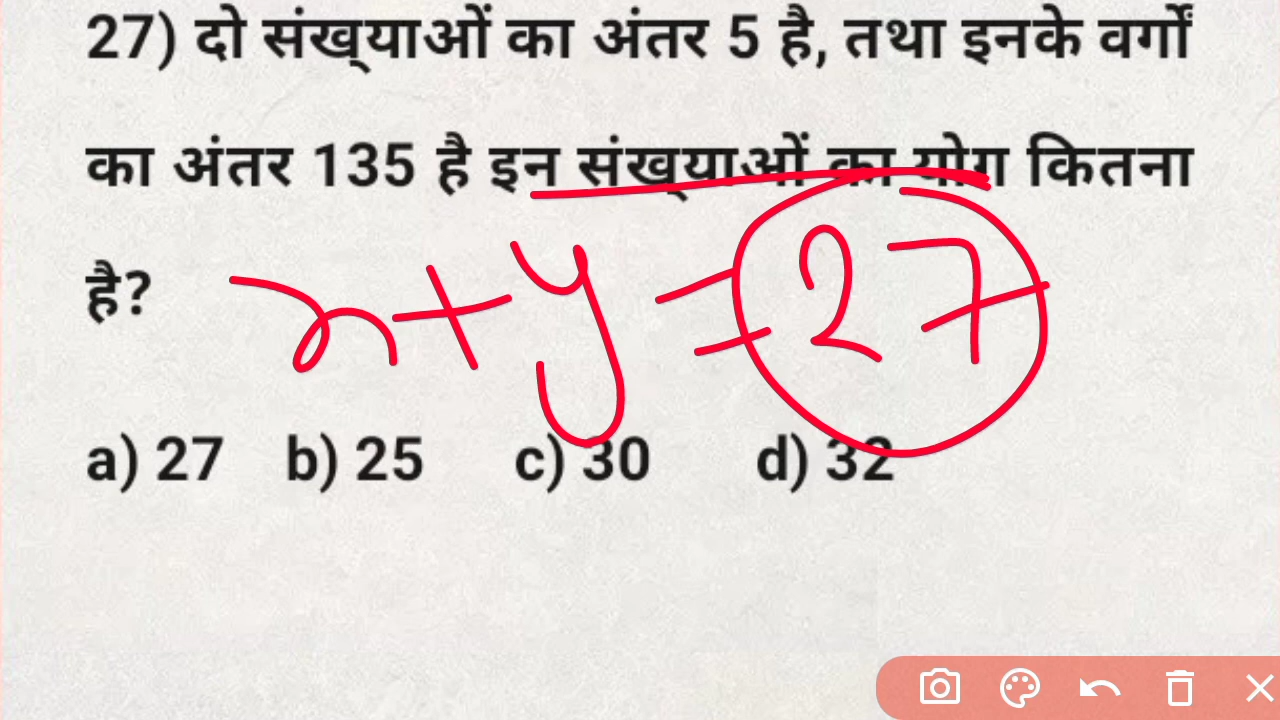 27) दो संख्याओं का अंतर 5 है, तथा इनके वर्गों
का अंतर 135 है इन संख्याओं का योग कितना
है?
x+y=27
a) 27 b) 25 c) 30 d) 32